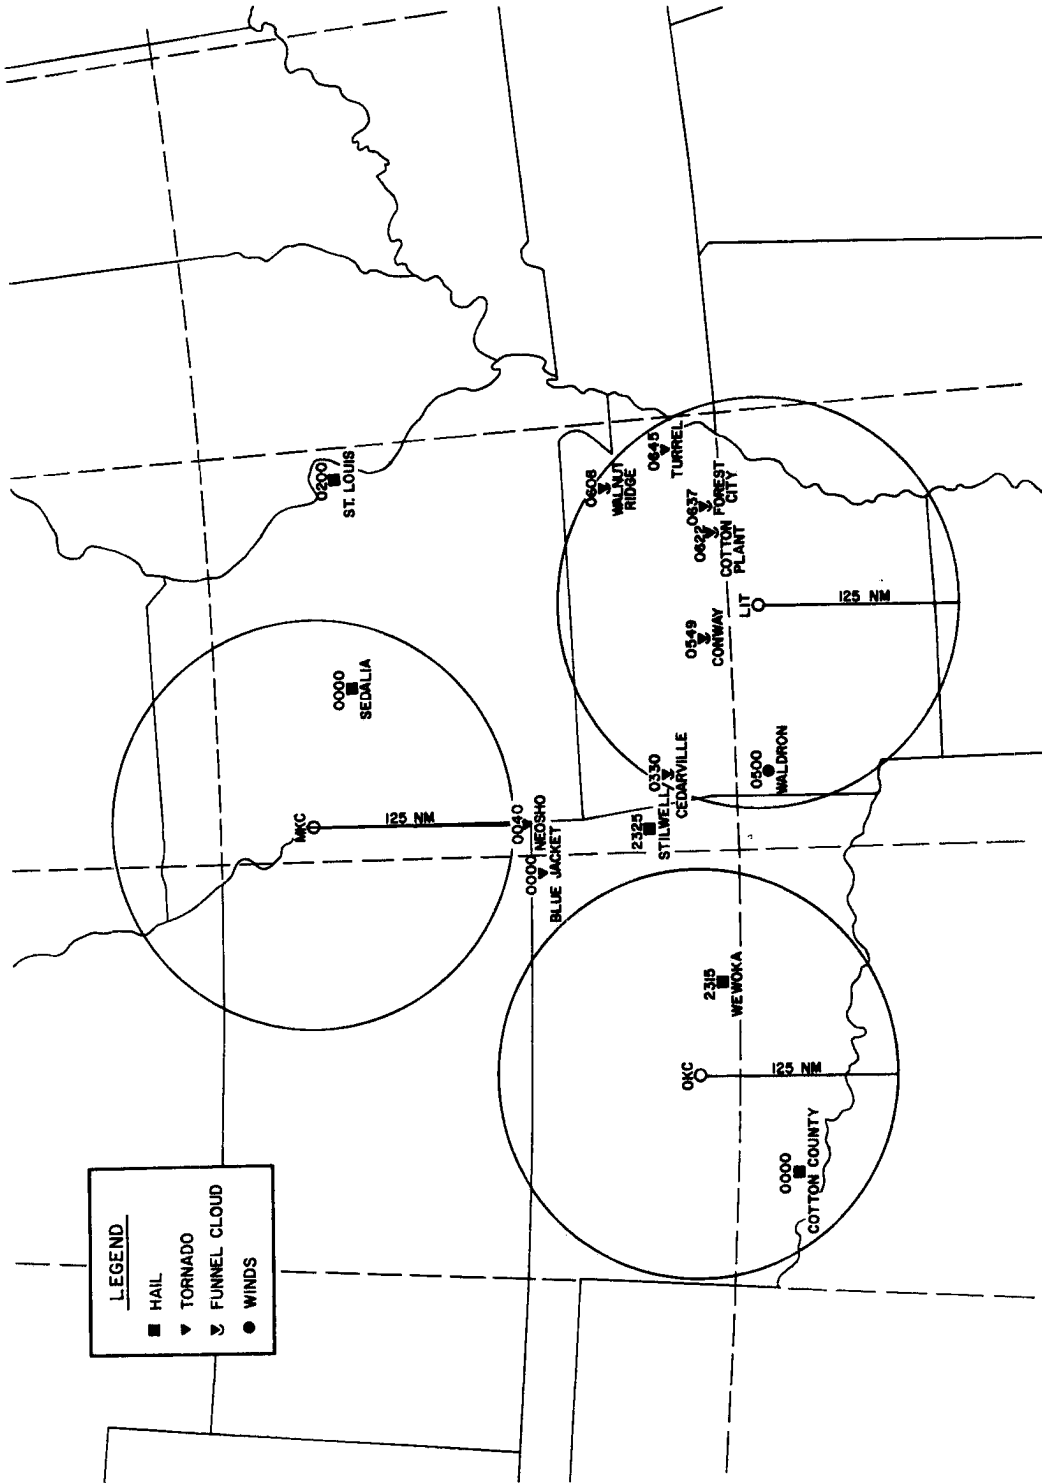 LEGEND
HAIL
TORNADO
FUNNEL CLOUD
WINDS
0200
ST. LOUIS
0000
SEDALIA
MKC
125 NM
0040
NEOSHO
0000
BLUE JACKET
2325
STILWELL
0330
CEDARVILLE
2315
WEWOKA
OKC
125 NM
0000
COTTON COUNTY
0500
WALDRON
0549
CONWAY
LIT
125 NM
0622
COTTON
PLANT
0637
FOREST
CITY
0608
WALNUT
RIDGE
0645
TURREL